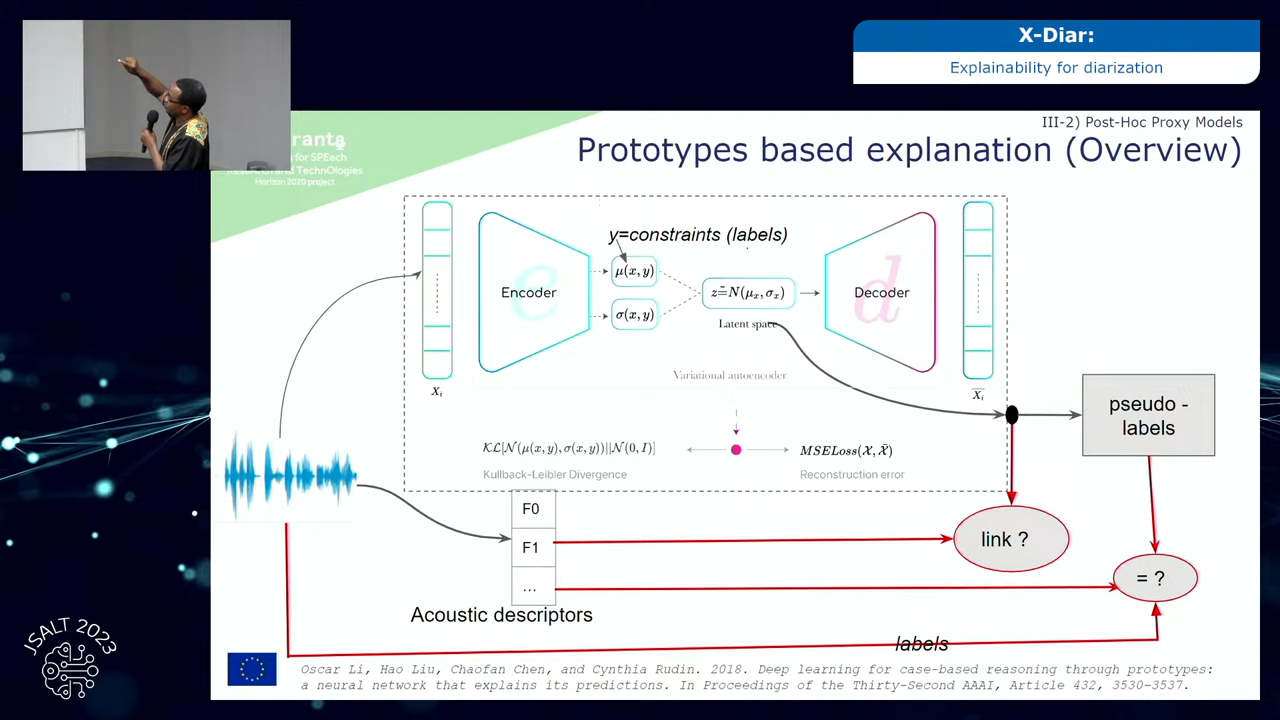 X-Diar:
Explainability for diarization
III-2) Post-Hoc Proxy Models
Prototypes based explanation (Overview)
for SPEech
TechnOlogies
Horizon 2020 project
y=constraints (labels)
e
Encoder
μ(x, y)
σ(x, y)
z=N(μx, σx)
Latent space
d
Decoder
Xi
Xi
Variational autoencoder
KL[N(μ(x, y), σ(x, y))||N(0, I)]
Kullback-Leibler Divergence
MSELoss(X, X̄)
Reconstruction error
pseudo -
labels
F0
F1
...
Acoustic descriptors
link ?
= ?
labels
JSALT 2023
Oscar Li, Hao Liu, Chaofan Chen, and Cynthia Rudin. 2018. Deep learning for case-based reasoning through prototypes:
a neural network that explains its predictions. In Proceedings of the Thirty-Second AAAI, Article 432, 3530–3537.